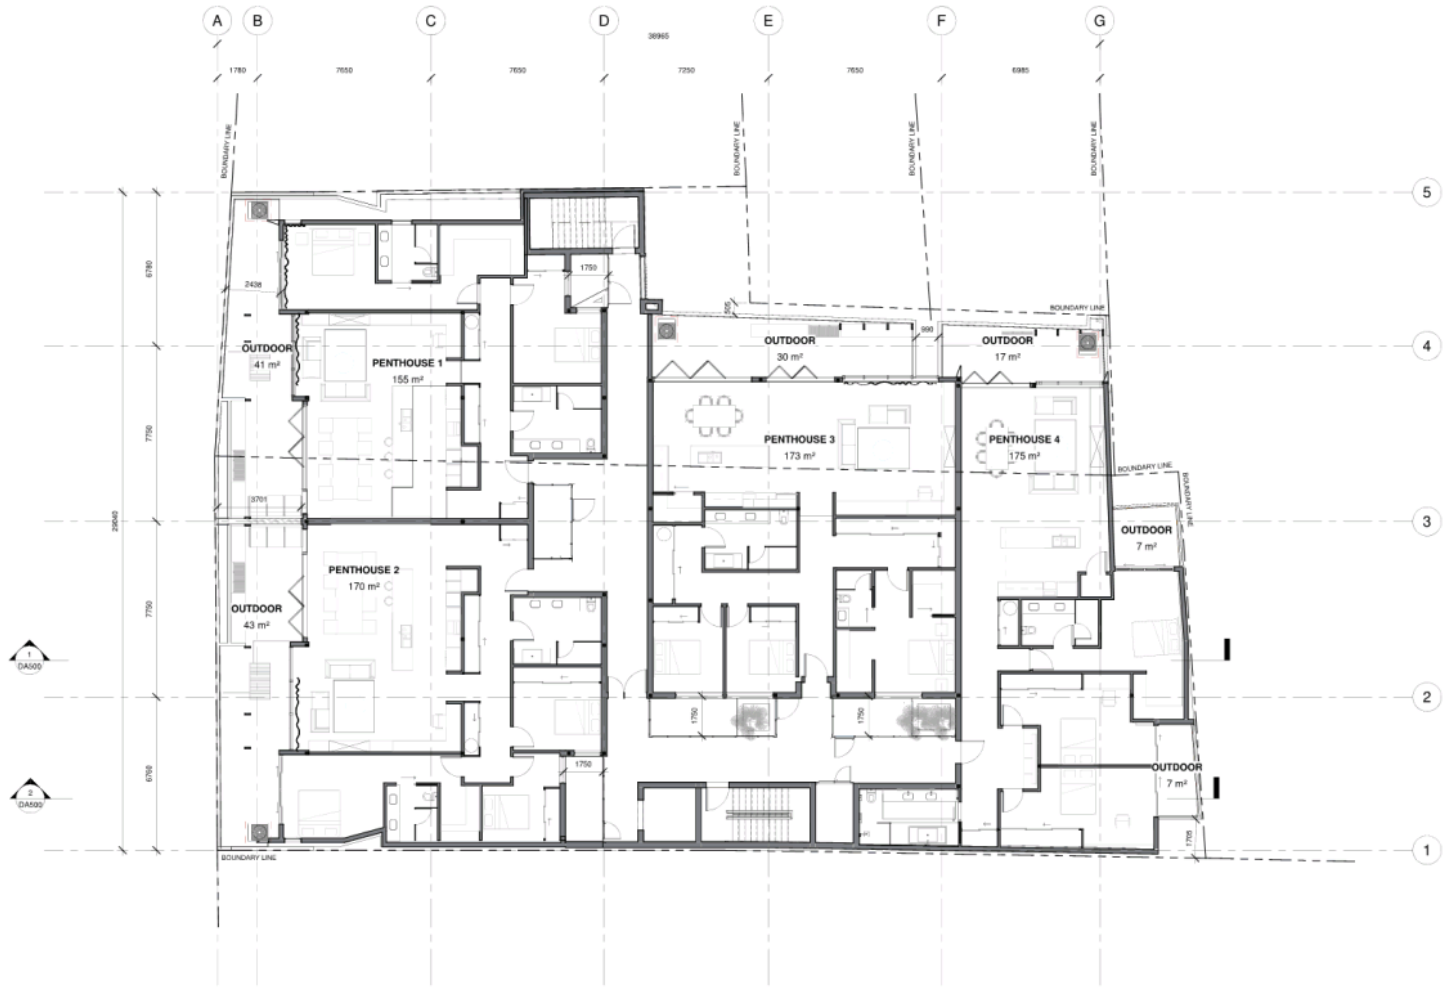 A B C D E F G
38965
1780 7650 7650 7250 7650 6985
BOUNDARY LINE
BOUNDARY LINE
BOUNDARY LINE
BOUNDARY LINE
5
6780
2438
1750
525
BOUNDARY LINE
990
OUTDOOR
41 m²
PENTHOUSE 1
155 m²
OUTDOOR
30 m²
OUTDOOR
17 m²
4
7750
PENTHOUSE 3
173 m²
PENTHOUSE 4
175 m²
BOUNDARY LINE
BOUNDARY LINE
3701
29040
3
OUTDOOR
7 m²
PENTHOUSE 2
170 m²
7750
OUTDOOR
43 m²
1
DA500
2
1750
1750
6760
1750
OUTDOOR
7 m²
2
DA500
1705
BOUNDARY LINE
1